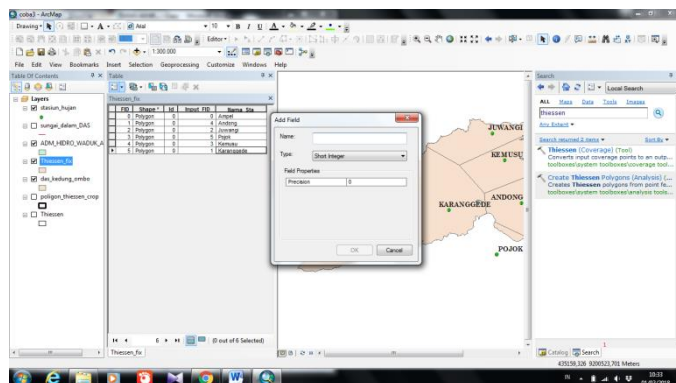 coba3 - ArcMap
Drawing
Arial
10
B I U A
Editor
1:300.000
File Edit View Bookmarks Insert Selection Geoprocessing Customize Windows Help
Table Of Contents
Layers
stasiun_hujan
sungai_dalam_DAS
ADM_HIDRO_WADUK_A
Thiessen_fix
das_kedung_ombo
poligon_thiessen_crop
Thiessen
Table
Thiessen_fix
FID Shape * Id Input_FID Nama_Sta
0 Polygon 0 0 Ampel
1 Polygon 0 4 Andong
2 Polygon 0 2 Juwangi
3 Polygon 0 5 Pojok
4 Polygon 0 3 Kemusu
5 Polygon 0 1 Karanggede
6
(0 out of 6 Selected)
Thiessen_fix
Add Field
Name:
Type: Short Integer
Field Properties
Precision 0
OK Cancel
JUWANGI
KEMUSU
ANDONG
KARANGGEDE
POJOK
Search
Local Search
ALL Maps Data Tools Images
thiessen
Any Extent
Search returned 2 items Sort By
Thiessen (Coverage) (Tool)
Converts input coverage points to an outp...
toolboxes\system toolboxes\coverage tool...
Create Thiessen Polygons (Analysis) (...
Creates Thiessen polygons from point fe...
toolboxes\system toolboxes\analysis tools...
1
Catalog Search
435159,326 9200523,701 Meters
IN
10:33